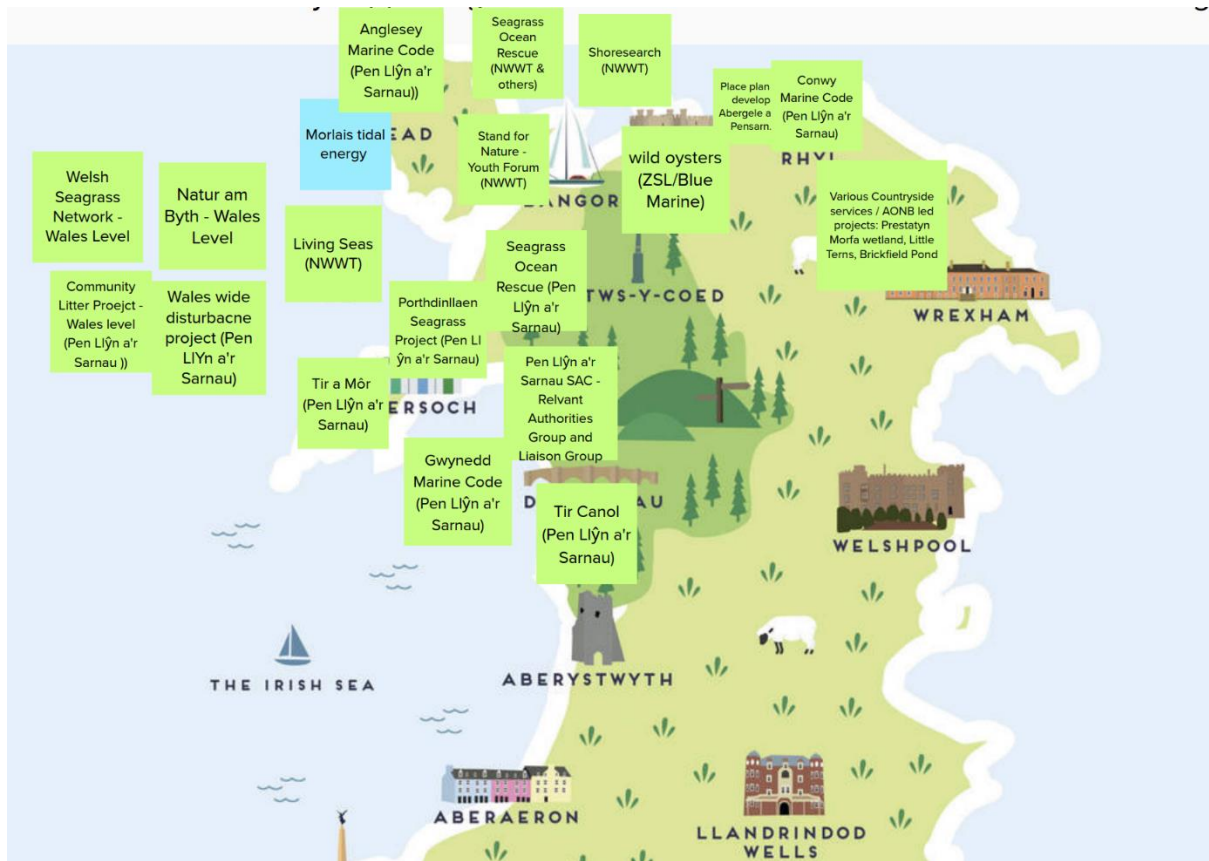 Anglesey
Marine Code
(Pen Llŷn a'r
Sarnau))
Seagrass
Ocean
Rescue
(NWWT &
others)
Shoresearch
(NWWT)
Place plan
develop
Abergele a
Pensarn.
Conwy
Marine Code
(Pen Llŷn a'r
Sarnau)
Morlais tidal
energy
EAD
Stand for
Nature -
Youth Forum
(NWWT)
ANGOR
wild oysters
(ZSL/Blue
Marine)
RHYL
Welsh
Seagrass
Network -
Wales Level
Natur am
Byth - Wales
Level
Living Seas
(NWWT)
Various Countryside
services / AONB led
projects: Prestatyn
Morfa wetland, Little
Terns, Brickfield Pond
Seagrass
Ocean
Rescue (Pen
Llŷn a'r
Sarnau)
TWS-Y-COED
WREXHAM
Community
Litter Proejct -
Wales level
(Pen Llŷn a'r
Sarnau ))
Wales wide
disturbacne
project (Pen
LlYn a'r
Sarnau)
Porthdinllaen
Seagrass
Project (Pen Ll
ŷn a'r Sarnau)
Tir a Môr
(Pen Llŷn a'r
Sarnau)
ERSOCH
Pen Llŷn a'r
Sarnau SAC -
Relvant
Authorities
Group and
Liaison Group
Gwynedd
Marine Code
(Pen Llŷn a'r
Sarnau)
D AU
Tir Canol
(Pen Llŷn a'r
Sarnau)
WELSHPOOL
THE IRISH SEA
ABERYSTWYTH
ABERAERON
LLANDRINDOD
WELLS